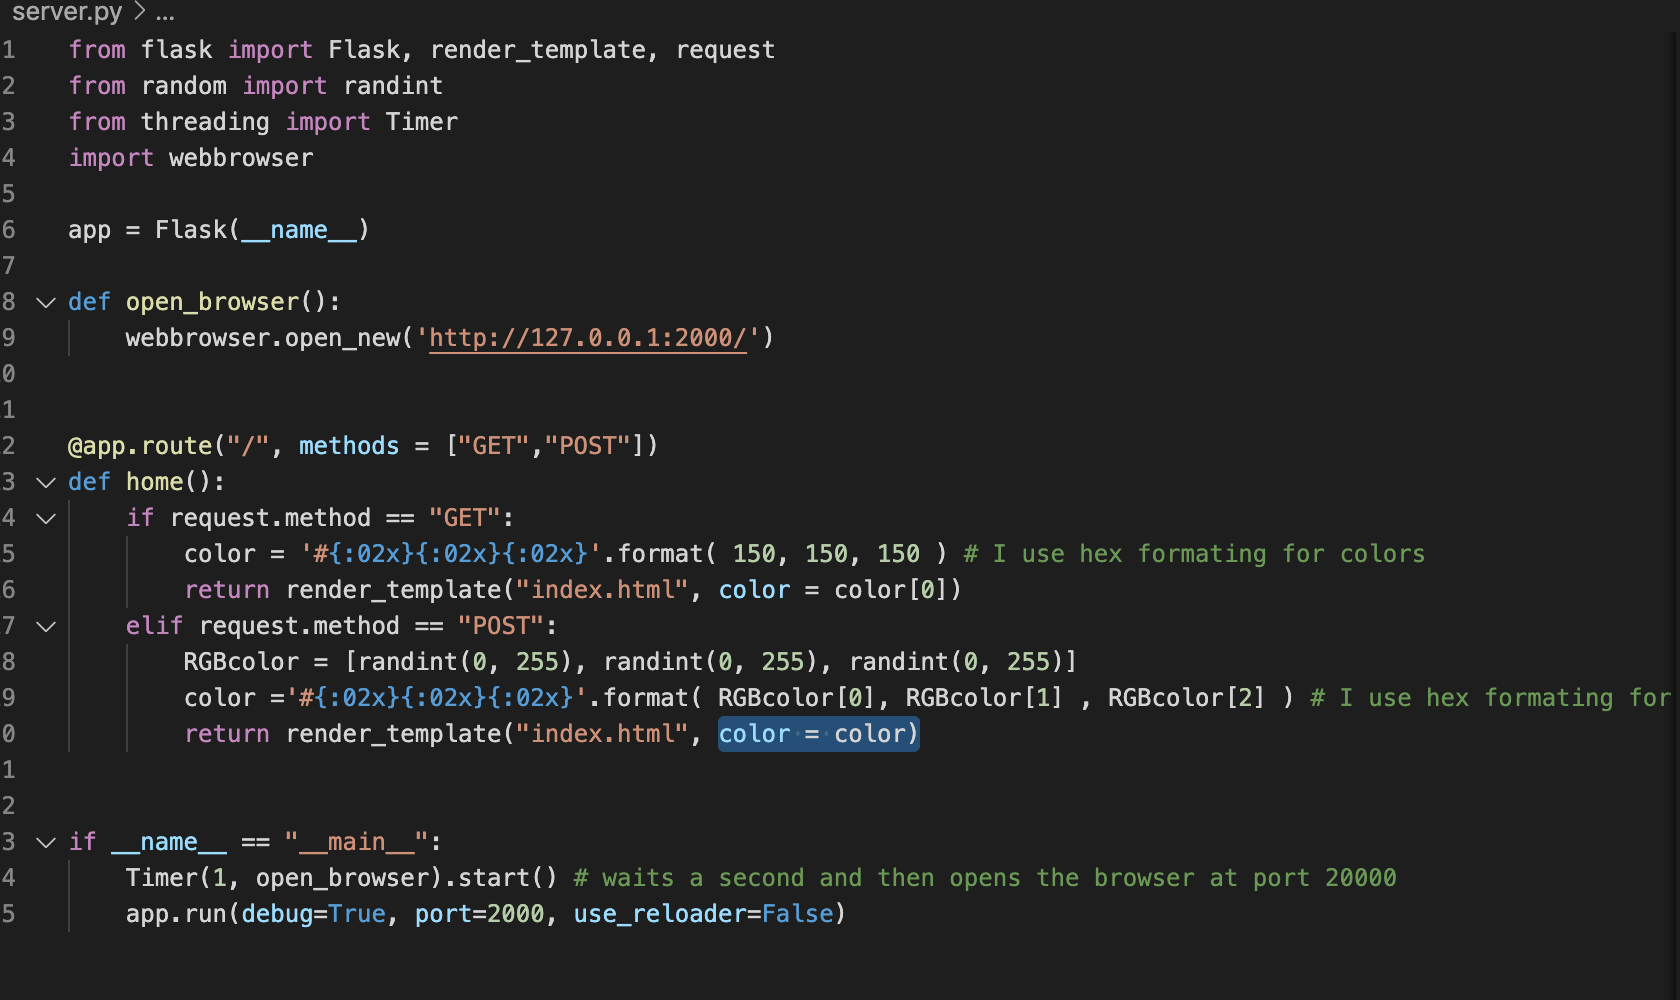 server.py > ...
1 from flask import Flask, render_template, request
2 from random import randint
3 from threading import Timer
4 import webbrowser
5
6 app = Flask(__name__)
7
8 def open_browser():
9     webbrowser.open_new('http://127.0.0.1:2000/')
0
1
2 @app.route("/", methods = ["GET","POST"])
3 def home():
4     if request.method == "GET":
5         color = '#{:02x}{:02x}{:02x}'.format( 150, 150, 150 ) # I use hex formating for colors
6         return render_template("index.html", color = color[0])
7     elif request.method == "POST":
8         RGBcolor = [randint(0, 255), randint(0, 255), randint(0, 255)]
9         color ='#{:02x}{:02x}{:02x}'.format( RGBcolor[0], RGBcolor[1] , RGBcolor[2] ) # I use hex formating for
0         return render_template("index.html", color = color)
1
2
3 if __name__ == "__main__":
4     Timer(1, open_browser).start() # waits a second and then opens the browser at port 20000
5     app.run(debug=True, port=2000, use_reloader=False)